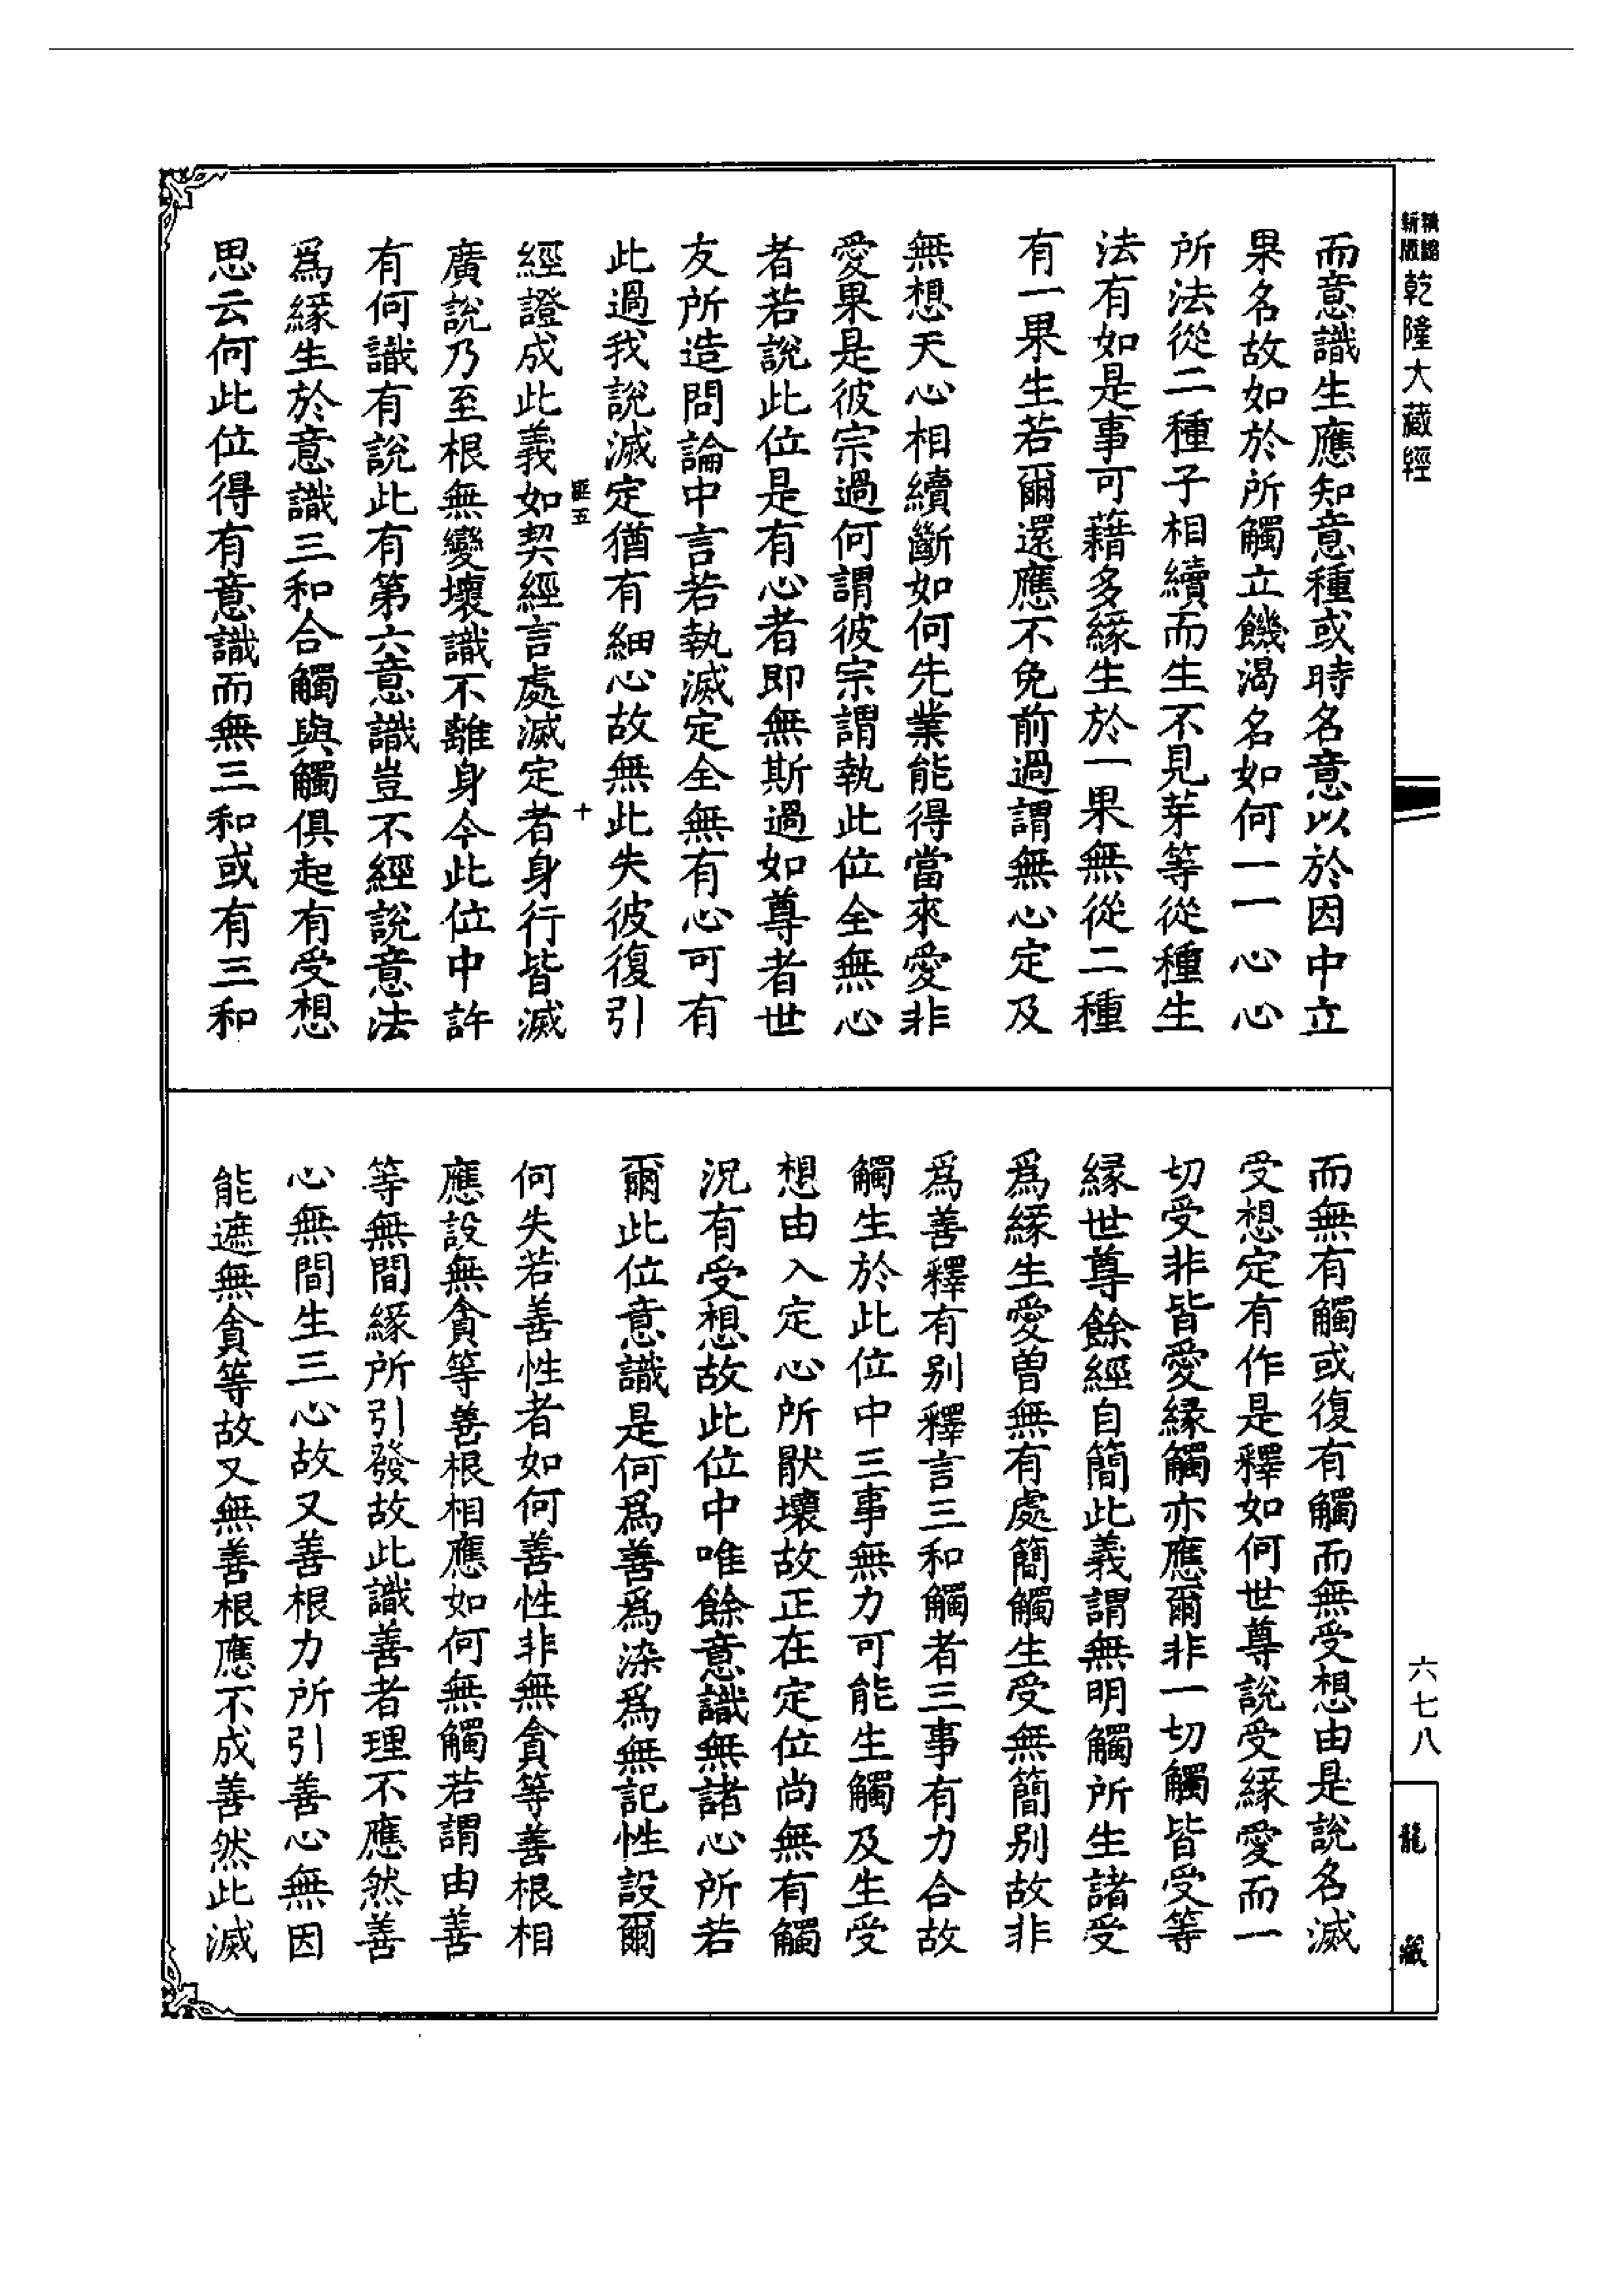 精縮新版乾隆大藏經
而意識生應知意種或時名意以於因中立
果名故如於所觸立饑渴名如何一一心心
所法從二種子相續而生不見芽等從種生
法有如是事可藉多緣生於一果無從二種
有一果生若爾還應不免前過謂無心定及
無想天心相續斷如何先業能得當來愛非
愛果是彼宗過何謂彼宗謂執此位全無心
者若說此位是有心者即無斯過如尊者世
友所造問論中言若執滅定全無有心可有
此過我說滅定猶有細心故無此失彼復引
匪五
十
經證成此義如契經言處滅定者身行皆滅
廣說乃至根無變壞識不離身今此位中許
有何識有說此有第六意識豈不經說意法
爲緣生於意識三和合觸與觸俱起有受想
思云何此位得有意識而無三和或有三和
而無有觸或復有觸而無受想由是說名滅
受想定有作是釋如何世尊說受緣愛而一
切受非皆愛緣觸亦應爾非一切觸皆受等
緣世尊餘經自簡此義謂無明觸所生諸受
爲緣生愛曾無有處簡觸生受無簡別故非
爲善釋有別釋言三和觸者三事有力合故
觸生於此位中三事無力可能生觸及生受
想由入定心所猒壞故正在定位尚無有觸
況有受想故此位中唯餘意識無諸心所若
爾此位意識是何爲善爲染爲無記性設爾
何失若善性者如何善性非無貪等善根相
應設無貪等善根相應如何無觸若謂由善
等無間緣所引發故此識善者理不應然善
心無間生三心故又善根力所引善心無因
能遮無貪等故又無善根應不成善然此滅
六七八
龍藏